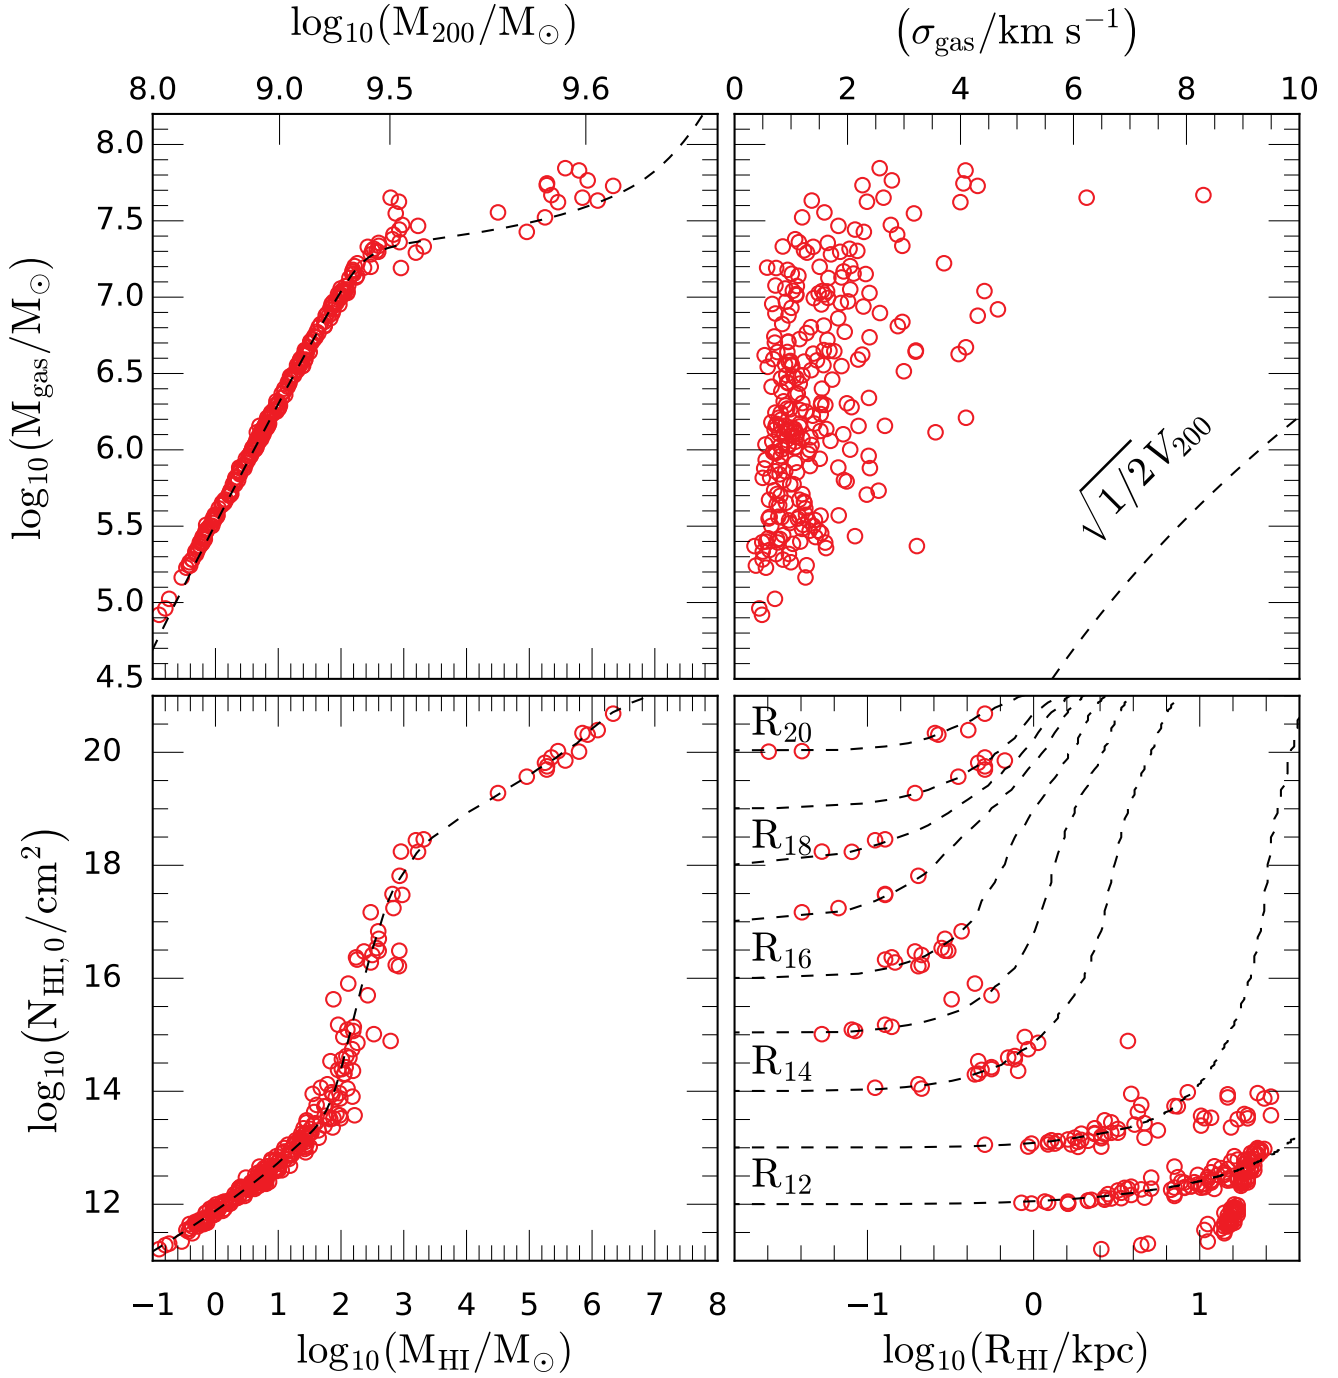 log₁₀(M₂₀₀/M⊙)
(σgas/km s⁻¹)
8.0 9.0 9.5 9.6
0 2 4 6 8 10
log₁₀(Mgas/M⊙)
8.0
7.5
7.0
6.5
6.0
5.5
5.0
4.5
√1/2 V₂₀₀
log₁₀(NHI, 0/cm²)
20
18
16
14
12
R₂₀
R₁₈
R₁₆
R₁₄
R₁₂
−1 0 1 2 3 4 5 6 7 8
−1 0 1
log₁₀(MHI/M⊙)
log₁₀(RHI/kpc)